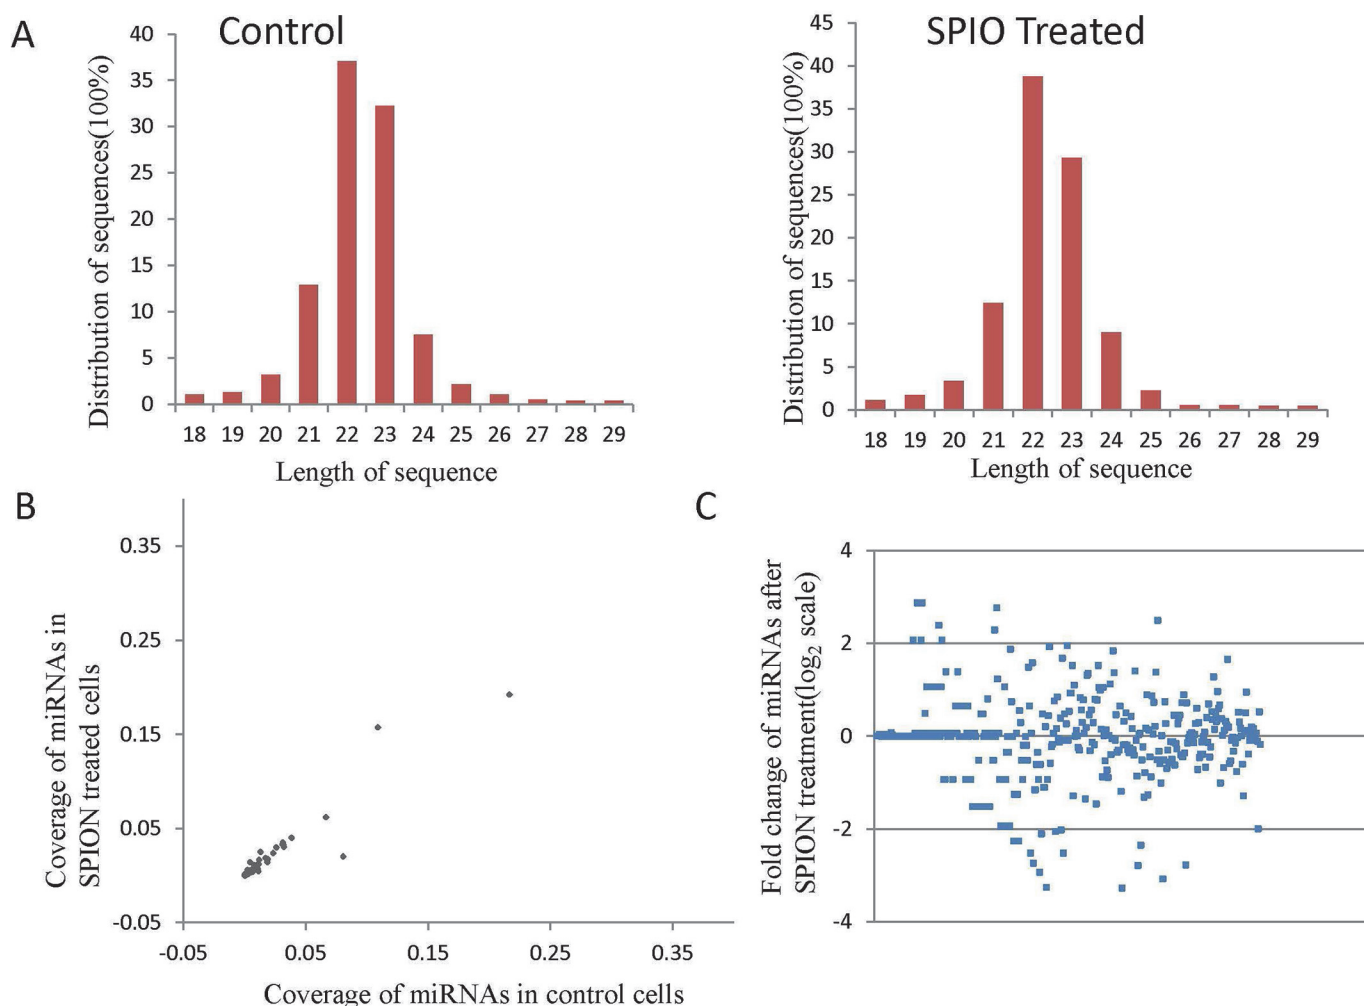 A
Control
Distribution of sequences(100%)
40
35
30
25
20
15
10
5
0
18 19 20 21 22 23 24 25 26 27 28 29
Length of sequence
SPIO Treated
Distribution of sequences(100%)
45
40
35
30
25
20
15
10
5
0
18 19 20 21 22 23 24 25 26 27 28 29
Length of sequence
B
Coverage of miRNAs in
SPION treated cells
0.35
0.25
0.15
0.05
-0.05
-0.05 0.05 0.15 0.25 0.35
Coverage of miRNAs in control cells
C
Fold change of miRNAs after
SPION treatment(log₂ scale)
4
2
0
-2
-4